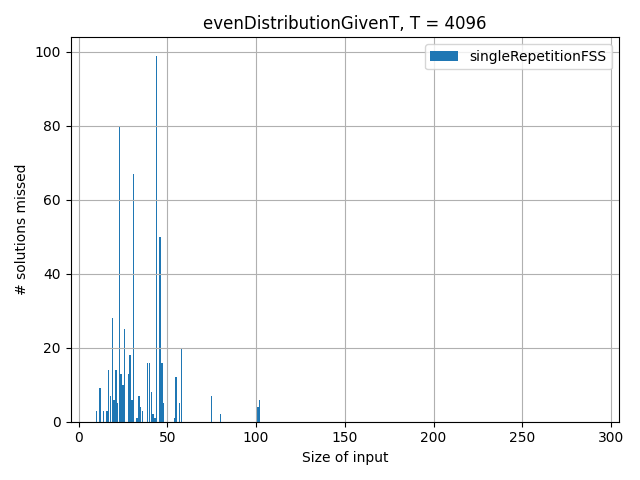 evenDistributionGivenT, T = 4096
singleRepetitionFSS
# solutions missed
100
80
60
40
20
0
0 50 100 150 200 250 300
Size of input